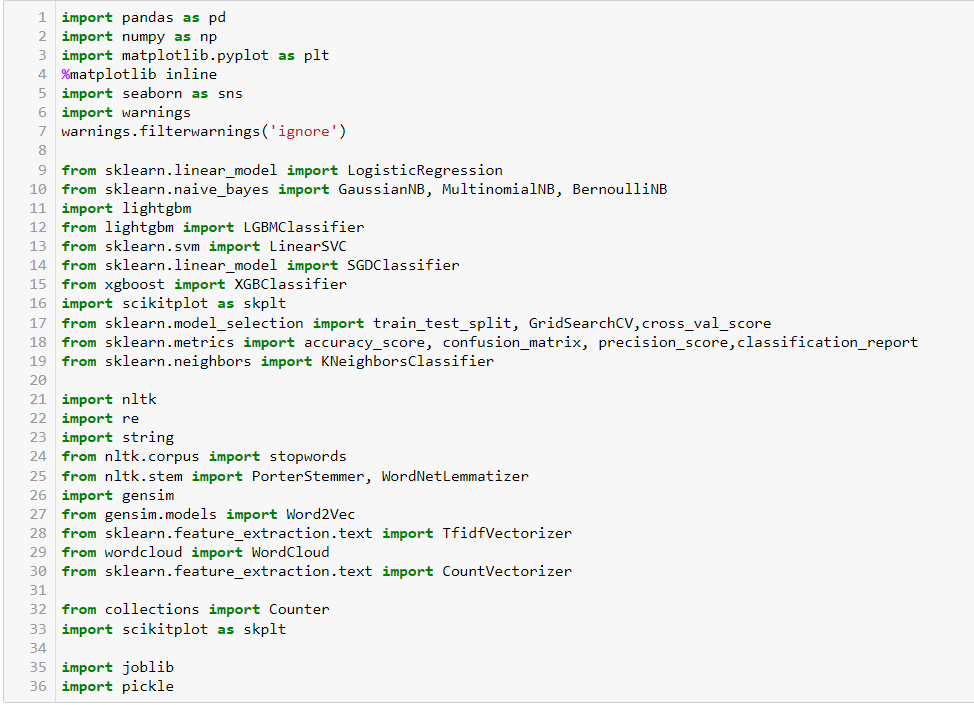 1 import pandas as pd
2 import numpy as np
3 import matplotlib.pyplot as plt
4 %matplotlib inline
5 import seaborn as sns
6 import warnings
7 warnings.filterwarnings('ignore')
8
9 from sklearn.linear_model import LogisticRegression
10 from sklearn.naive_bayes import GaussianNB, MultinomialNB, BernoulliNB
11 import lightgbm
12 from lightgbm import LGBMClassifier
13 from sklearn.svm import LinearSVC
14 from sklearn.linear_model import SGDClassifier
15 from xgboost import XGBClassifier
16 import scikitplot as skplt
17 from sklearn.model_selection import train_test_split, GridSearchCV,cross_val_score
18 from sklearn.metrics import accuracy_score, confusion_matrix, precision_score,classification_report
19 from sklearn.neighbors import KNeighborsClassifier
20
21 import nltk
22 import re
23 import string
24 from nltk.corpus import stopwords
25 from nltk.stem import PorterStemmer, WordNetLemmatizer
26 import gensim
27 from gensim.models import Word2Vec
28 from sklearn.feature_extraction.text import TfidfVectorizer
29 from wordcloud import WordCloud
30 from sklearn.feature_extraction.text import CountVectorizer
31
32 from collections import Counter
33 import scikitplot as skplt
34
35 import joblib
36 import pickle